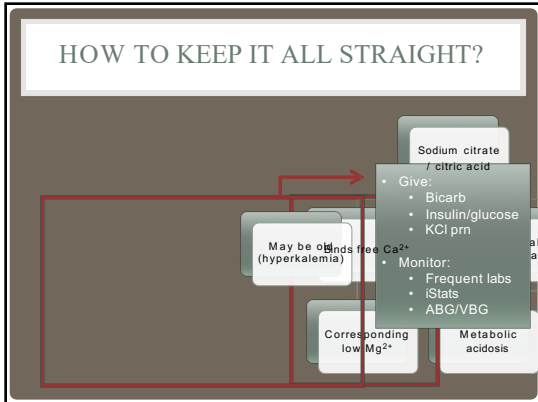 HOW TO KEEP IT ALL STRAIGHT?
Sodium citrate
/ citric acid
• Give:
• Bicarb
• Insulin/glucose
• KCl prn
• Monitor:
• Frequent labs
• iStats
• ABG/VBG
May be old
(hyperkalemia)
Binds free Ca²⁺
Corresponding
low Mg²⁺
Metabolic
acidosis